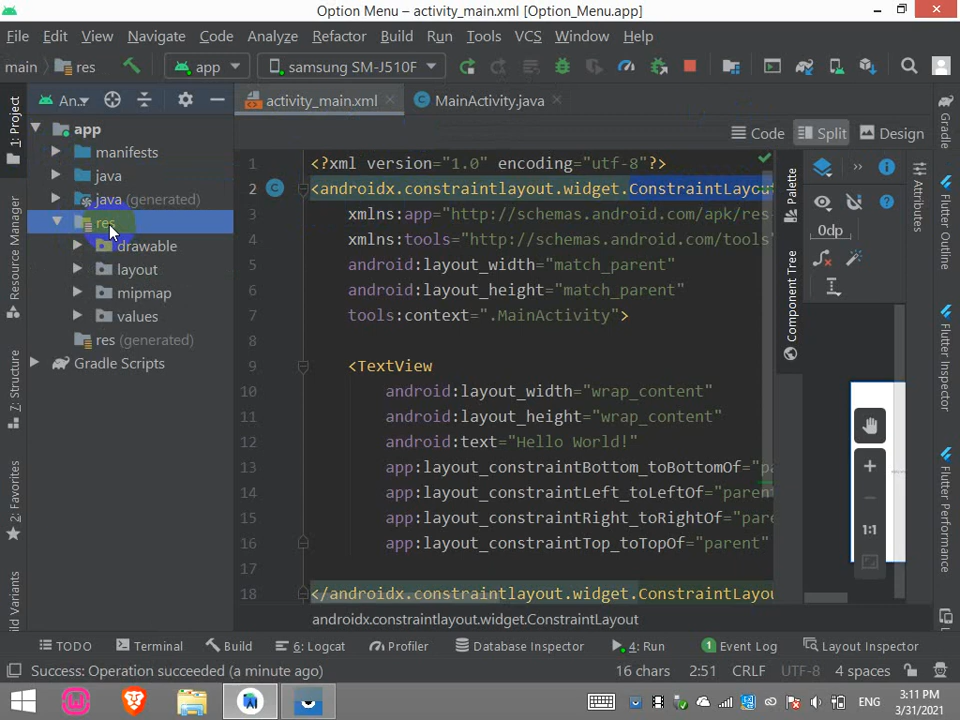 Option Menu – activity_main.xml [Option_Menu.app]
File Edit View Navigate Code Analyze Refactor Build Run Tools VCS Window Help
main res app samsung SM-J510F
An... activity_main.xml MainActivity.java
Code Split Design
1: Project
Resource Manager
7: Structure
2: Favorites
ild Variants
app
manifests
java
java (generated)
res
drawable
layout
mipmap
values
res (generated)
Gradle Scripts
1 <?xml version="1.0" encoding="utf-8"?>
2 <androidx.constraintlayout.widget.ConstraintLayou
3 xmlns:app="http://schemas.android.com/apk/res-
4 xmlns:tools="http://schemas.android.com/tools"
5 android:layout_width="match_parent"
6 android:layout_height="match_parent"
7 tools:context=".MainActivity">
8
9 <TextView
10 android:layout_width="wrap_content"
11 android:layout_height="wrap_content"
12 android:text="Hello World!"
13 app:layout_constraintBottom_toBottomOf="pa
14 app:layout_constraintLeft_toLeftOf="parent
15 app:layout_constraintRight_toRightOf="pare
16 app:layout_constraintTop_toTopOf="parent"
17
18 </androidx.constraintlayout.widget.ConstraintLayou
androidx.constraintlayout.widget.ConstraintLayout
Palette
Component Tree
0dp
1:1
Attributes
Gradle
Flutter Outline
Flutter Inspector
Flutter Performance
TODO Terminal Build 6: Logcat Profiler Database Inspector 4: Run 1 Event Log Layout Inspector
Success: Operation succeeded (a minute ago) 16 chars 2:51 CRLF UTF-8 4 spaces
ENG
3:11 PM
3/31/2021